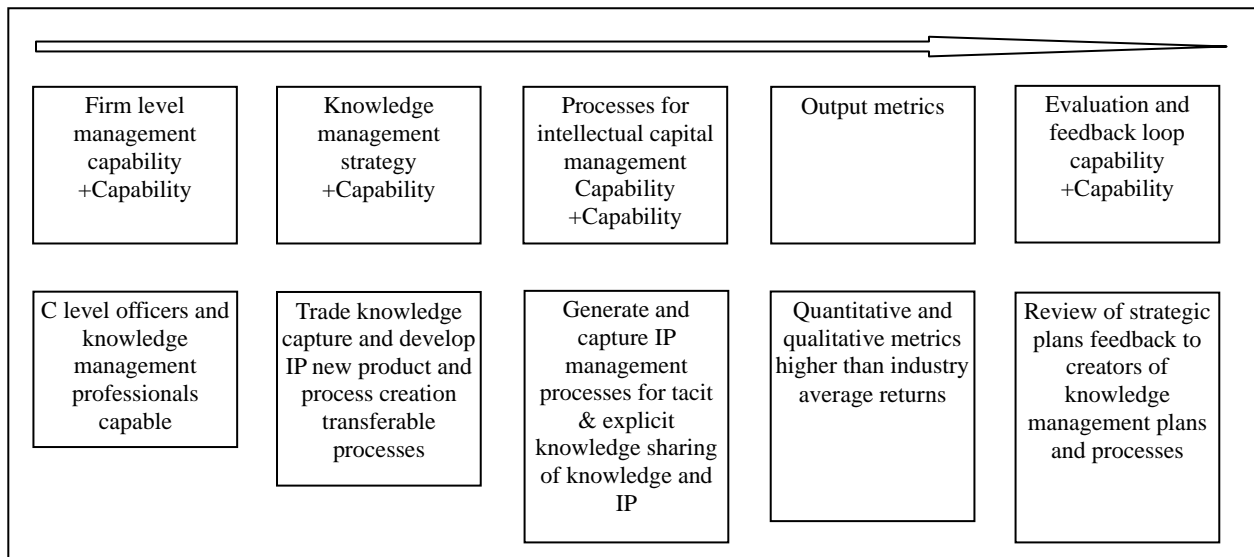 Firm level
management
capability
+Capability
Knowledge
management
strategy
+Capability
Processes for
intellectual capital
management
Capability
+Capability
Output metrics
Evaluation and
feedback loop
capability
+Capability
C level officers and
knowledge
management
professionals
capable
Trade knowledge
capture and develop
IP new product and
process creation
transferable
processes
Generate and
capture IP
management
processes for tacit
& explicit
knowledge sharing
of knowledge and
IP
Quantitative and
qualitative metrics
higher than industry
average returns
Review of strategic
plans feedback to
creators of
knowledge
management plans
and processes